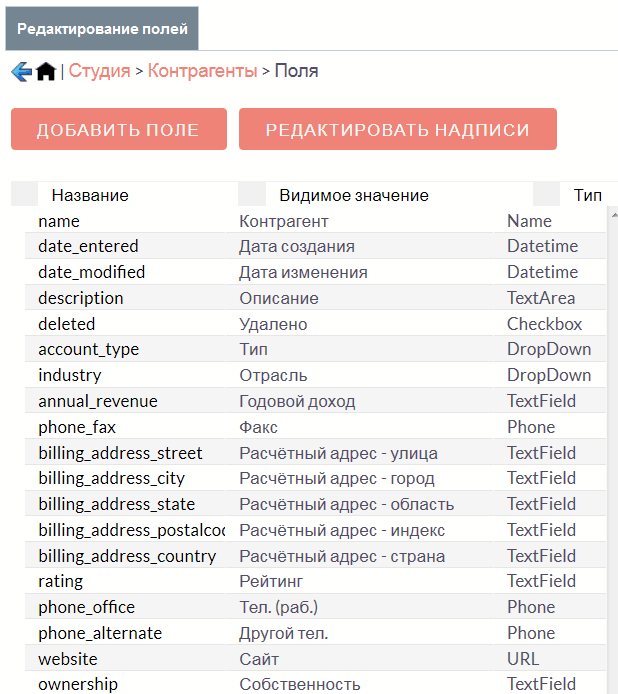 Редактирование полей
| Студия > Контрагенты > Поля
ДОБАВИТЬ ПОЛЕ РЕДАКТИРОВАТЬ НАДПИСИ
Название Видимое значение Тип
name Контрагент Name
date_entered Дата создания Datetime
date_modified Дата изменения Datetime
description Описание TextArea
deleted Удалено Checkbox
account_type Тип DropDown
industry Отрасль DropDown
annual_revenue Годовой доход TextField
phone_fax Факс Phone
billing_address_street Расчётный адрес - улица TextField
billing_address_city Расчётный адрес - город TextField
billing_address_state Расчётный адрес - область TextField
billing_address_postalcod Расчётный адрес - индекс TextField
billing_address_country Расчётный адрес - страна TextField
rating Рейтинг TextField
phone_office Тел. (раб.) Phone
phone_alternate Другой тел. Phone
website Сайт URL
ownership Собственность TextField